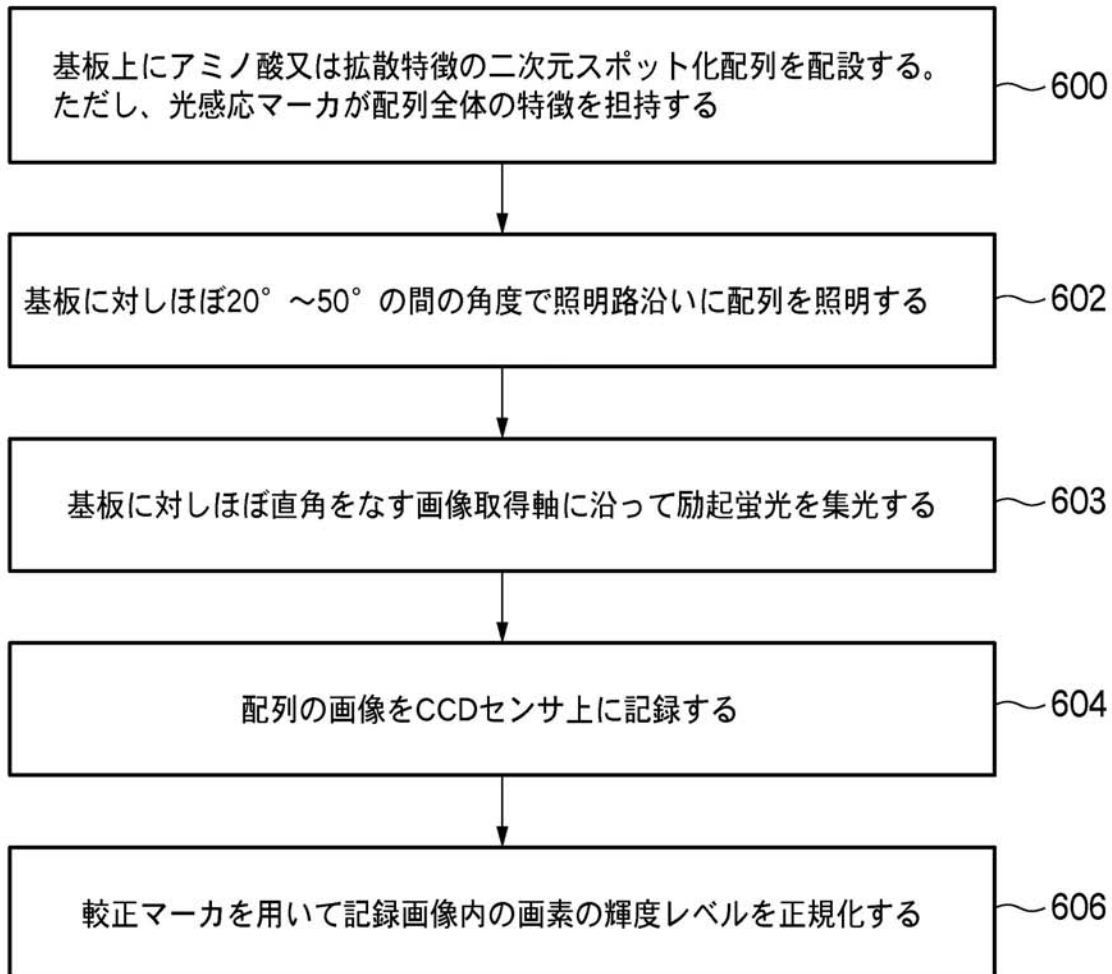 基板上にアミノ酸又は拡散特徴の二次元スポット化配列を配設する。
ただし、光感応マーカが配列全体の特徴を担持する
600
基板に対しほぼ20°~50°の間の角度で照明路沿いに配列を照明する
602
基板に対しほぼ直角をなす画像取得軸に沿って励起蛍光を集光する
603
配列の画像をCCDセンサ上に記録する
604
較正マーカを用いて記録画像内の画素の輝度レベルを正規化する
606